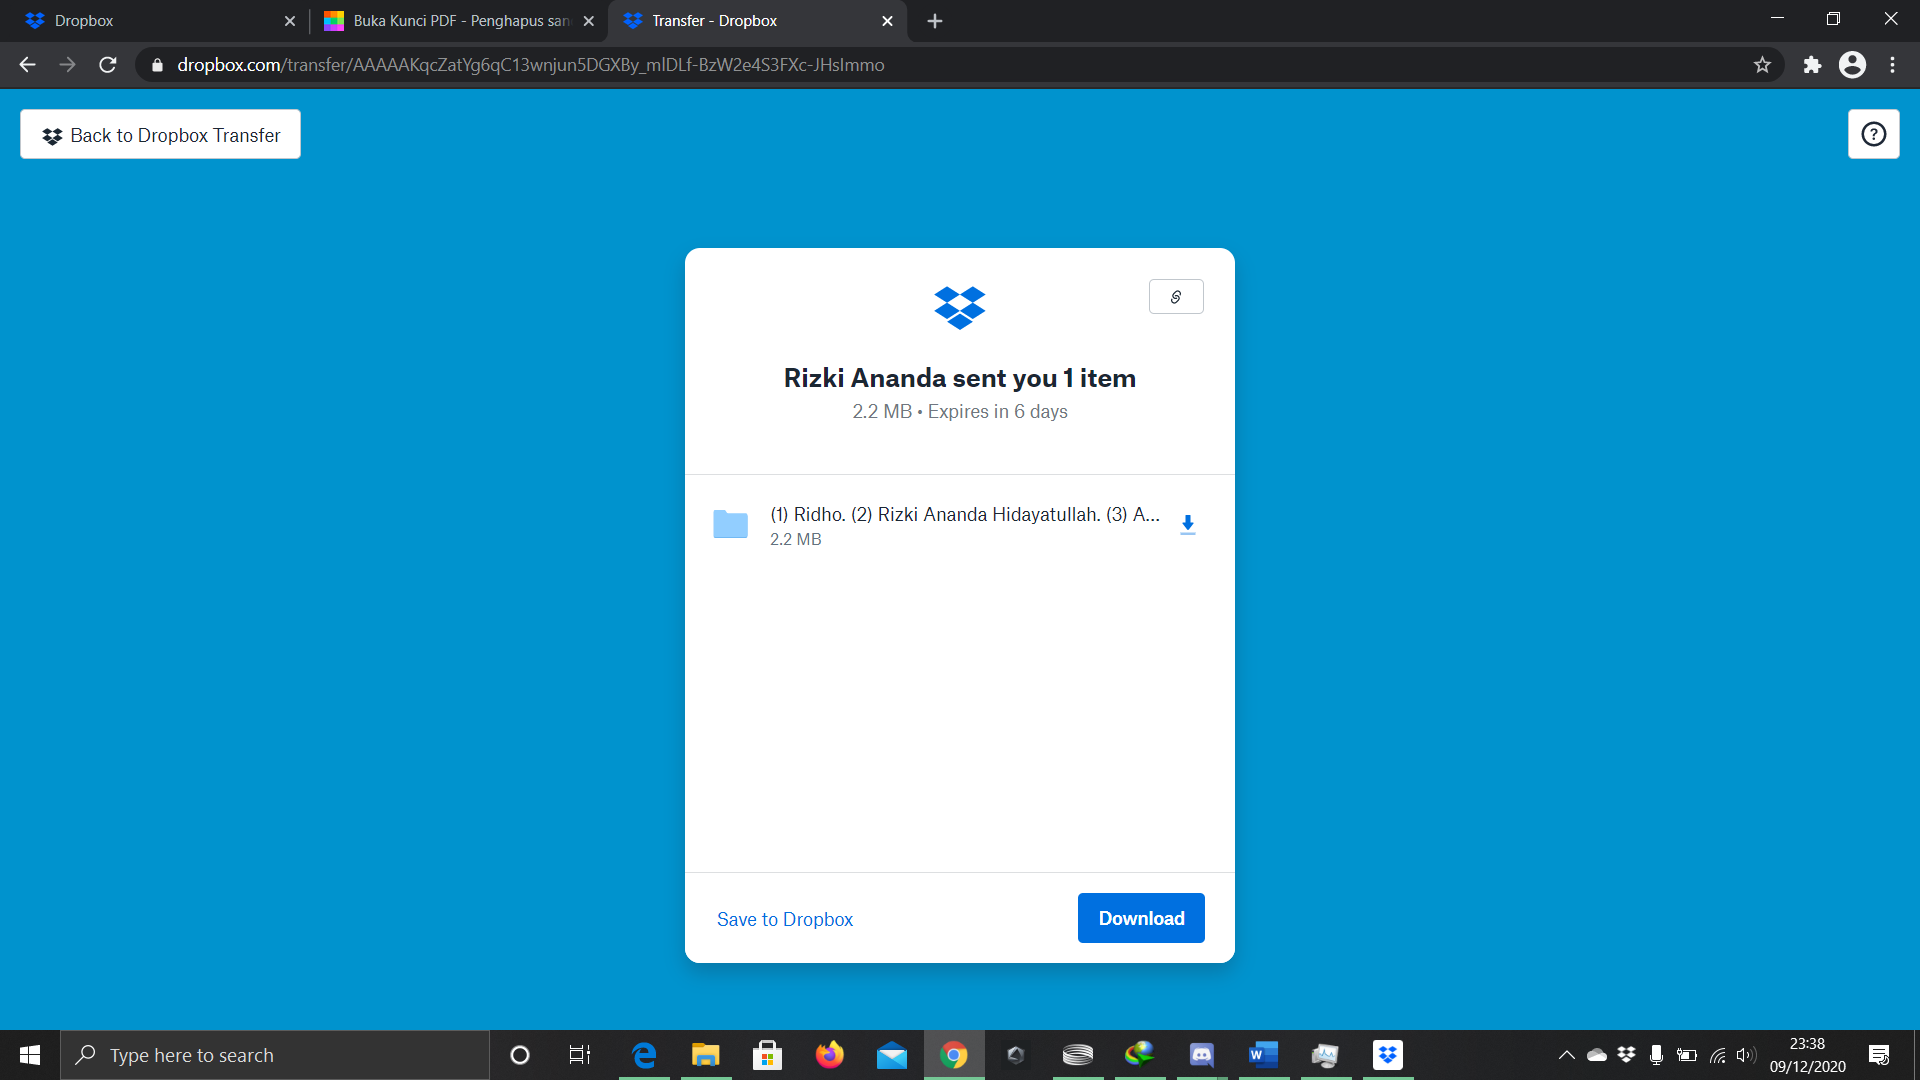 Dropbox
Buka Kunci PDF - Penghapus san
Transfer - Dropbox
dropbox.com/transfer/AAAAAKqcZatYg6qC13wnjun5DGXBy_mlDLf-BzW2e4S3FXc-JHsImmo
Back to Dropbox Transfer
Rizki Ananda sent you 1 item
2.2 MB • Expires in 6 days
(1) Ridho. (2) Rizki Ananda Hidayatullah. (3) A...
2.2 MB
Save to Dropbox
Download
Type here to search
23:38
09/12/2020